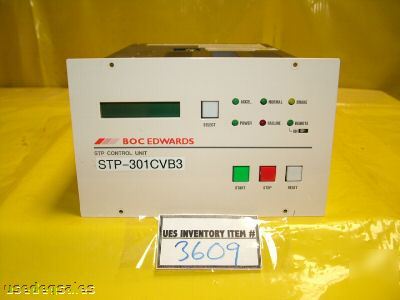 ACCEL. NORMAL BRAKE
SELECT POWER FAILURE REMOTE
BOC EDWARDS
STP CONTROL UNIT
STP-301CVB3
START STOP RESET
UES INVENTORY ITEM #
3609
usedeqsales